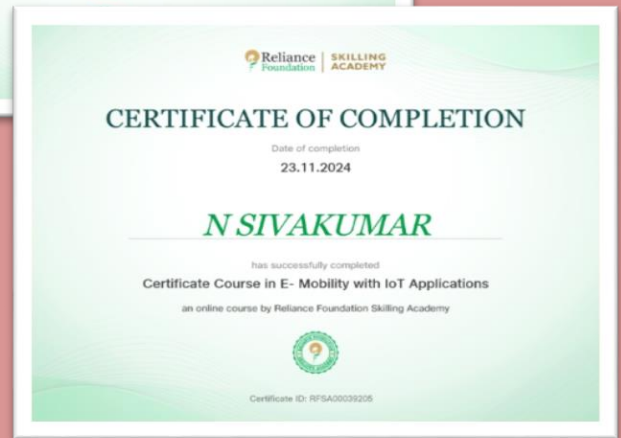 Reliance Foundation | SKILLING ACADEMY
CERTIFICATE OF COMPLETION
Date of completion
23.11.2024
N SIVAKUMAR
has successfully completed
Certificate Course in E- Mobility with IoT Applications
an online course by Reliance Foundation Skilling Academy
Certificate ID: RFSA00039205